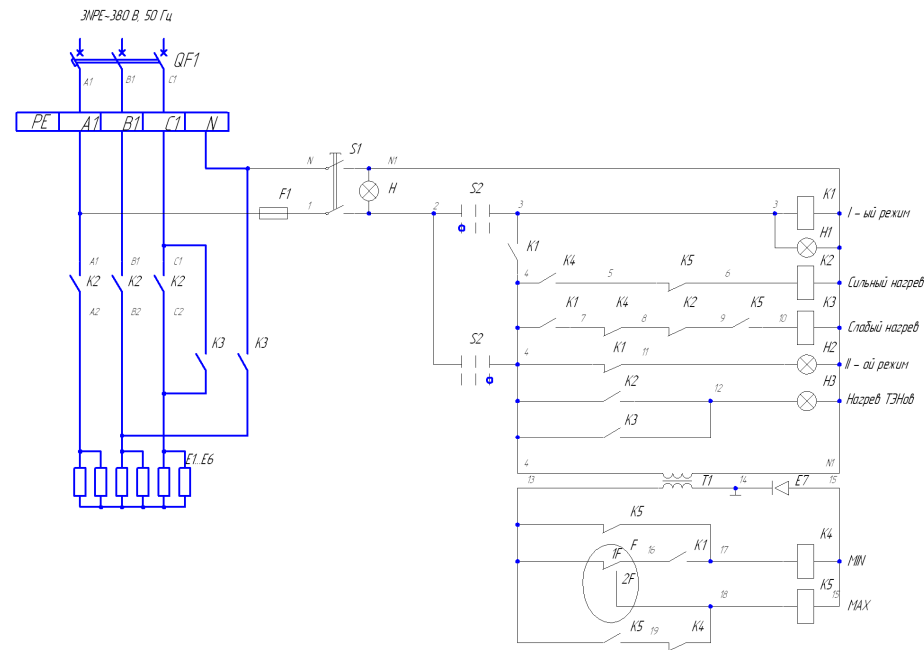 3NPE~380 В, 50 Гц
QF1
A1 B1 C1
PE A1 B1 C1 N
N S1 N1
H
F1 1 2 S2 3 3 K1 I - ый режим
H1
K1
A1 B1 C1
K2 K2 K2
A2 B2 C2
4 K4 5 K5 6 K2 Сильный нагрев
K1 7 K4 8 K2 9 K5 10 K3 Слабый нагрев
K3 K3
S2 4 K1 11 H2 II - ой режим
K2 12 H3 Нагрев ТЭНов
K3
E1..E6
4 N1
13 T1 14 E7 15
K5
1F F 16 K1 17 K4 MIN
2F 18 K5 15 MAX
K5 19 K4